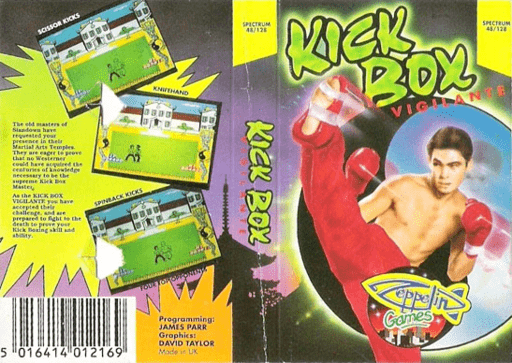 SCISSOR KICKS
KNIFEHAND
SPINBACK KICKS
The old masters of
Slamdown have
requested your
presence in their
Martial Arts Temples.
They are eager to prove
that no Westerner
could have acquired the
centuries of knowledge
necessary to be the
supreme Kick Box
Master.
As the KICK BOX
VIGILANTE you have
accepted their
challenge, and are
prepared to fight to the
death to prove your
Kick Boxing skill and
ability.
FOUR TOP OPPONENTS
Programming:
JAMES PARR
Graphics:
DAVID TAYLOR
Made in UK
5 016414 012169
SPECTRUM
48/128
KICK BOX
VIGILANTE
SPECTRUM
48/128
KICK
BOX
VIGILANTE
Zeppelin
Games